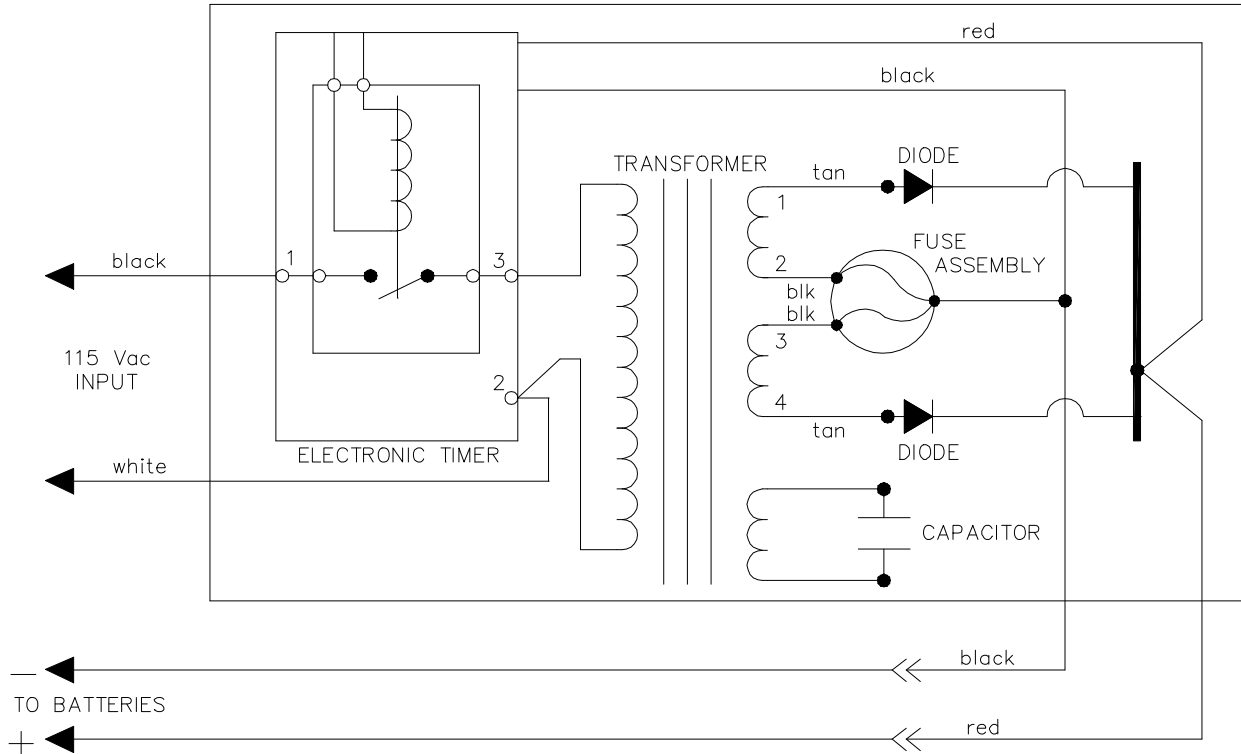 red
black
TRANSFORMER
DIODE
tan
1
FUSE
ASSEMBLY
black
1
3
2
blk
blk
3
115 Vac
INPUT
2
4
tan
DIODE
ELECTRONIC TIMER
white
CAPACITOR
black
−
TO BATTERIES
red
+